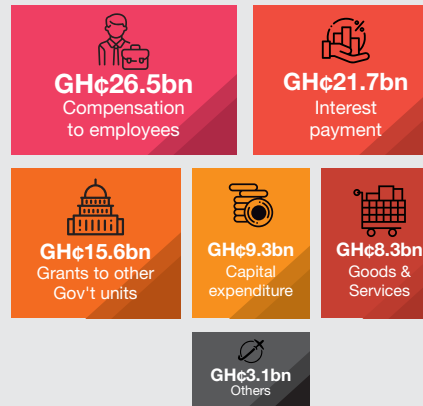 GH¢26.5bn
Compensation
to employees
GH¢21.7bn
Interest
payment
GH¢15.6bn
Grants to other
Gov't units
GH¢9.3bn
Capital
expenditure
GH¢8.3bn
Goods &
Services
GH¢3.1bn
Others